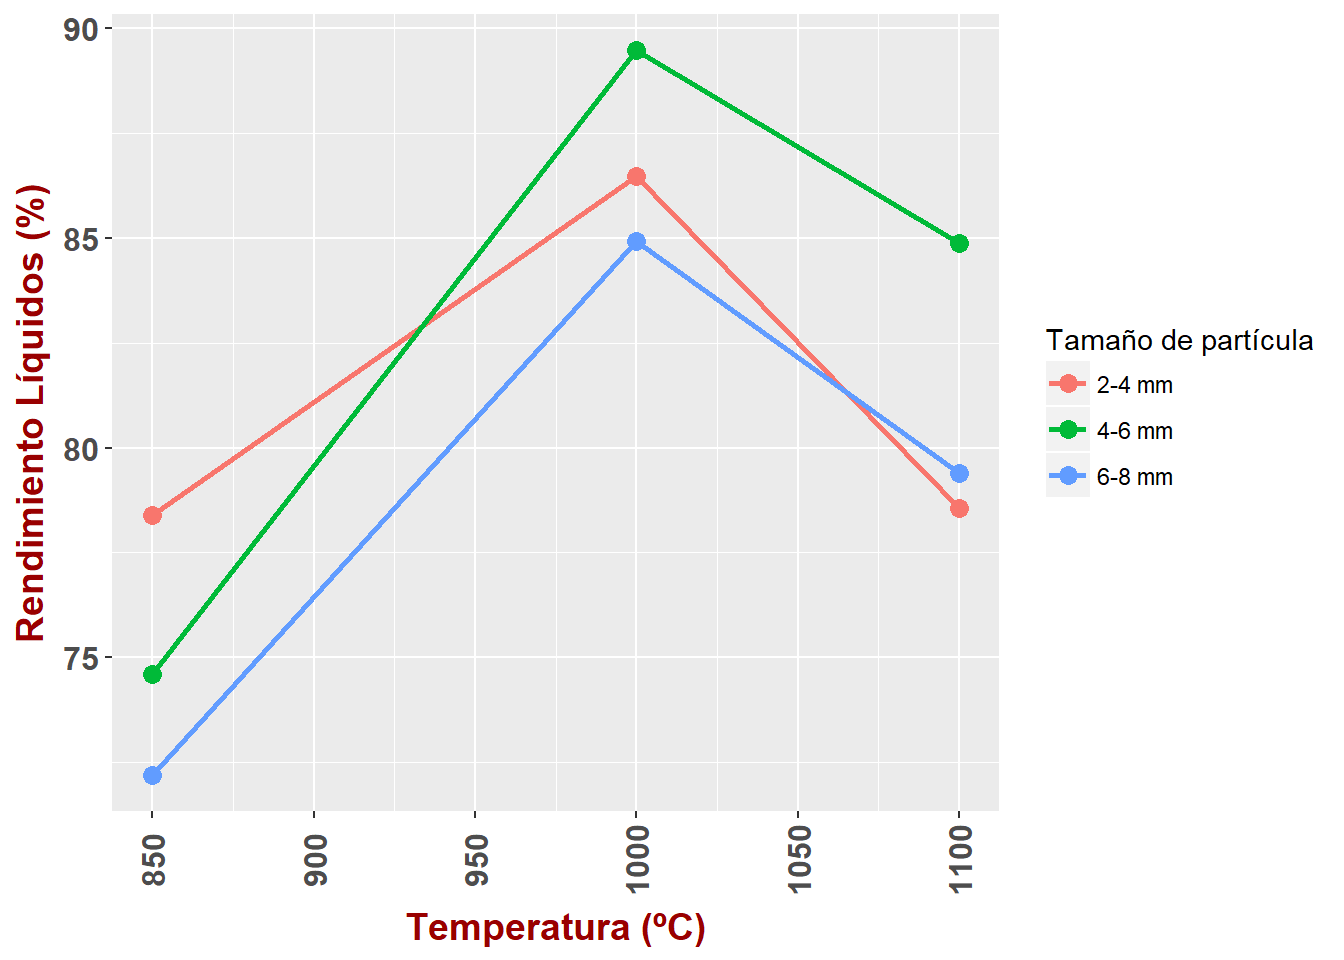 Rendimiento Líquidos (%)
90
85
80
75
850
900
950
1000
1050
1100
Temperatura (ºC)
Tamaño de partícula
2-4 mm
4-6 mm
6-8 mm